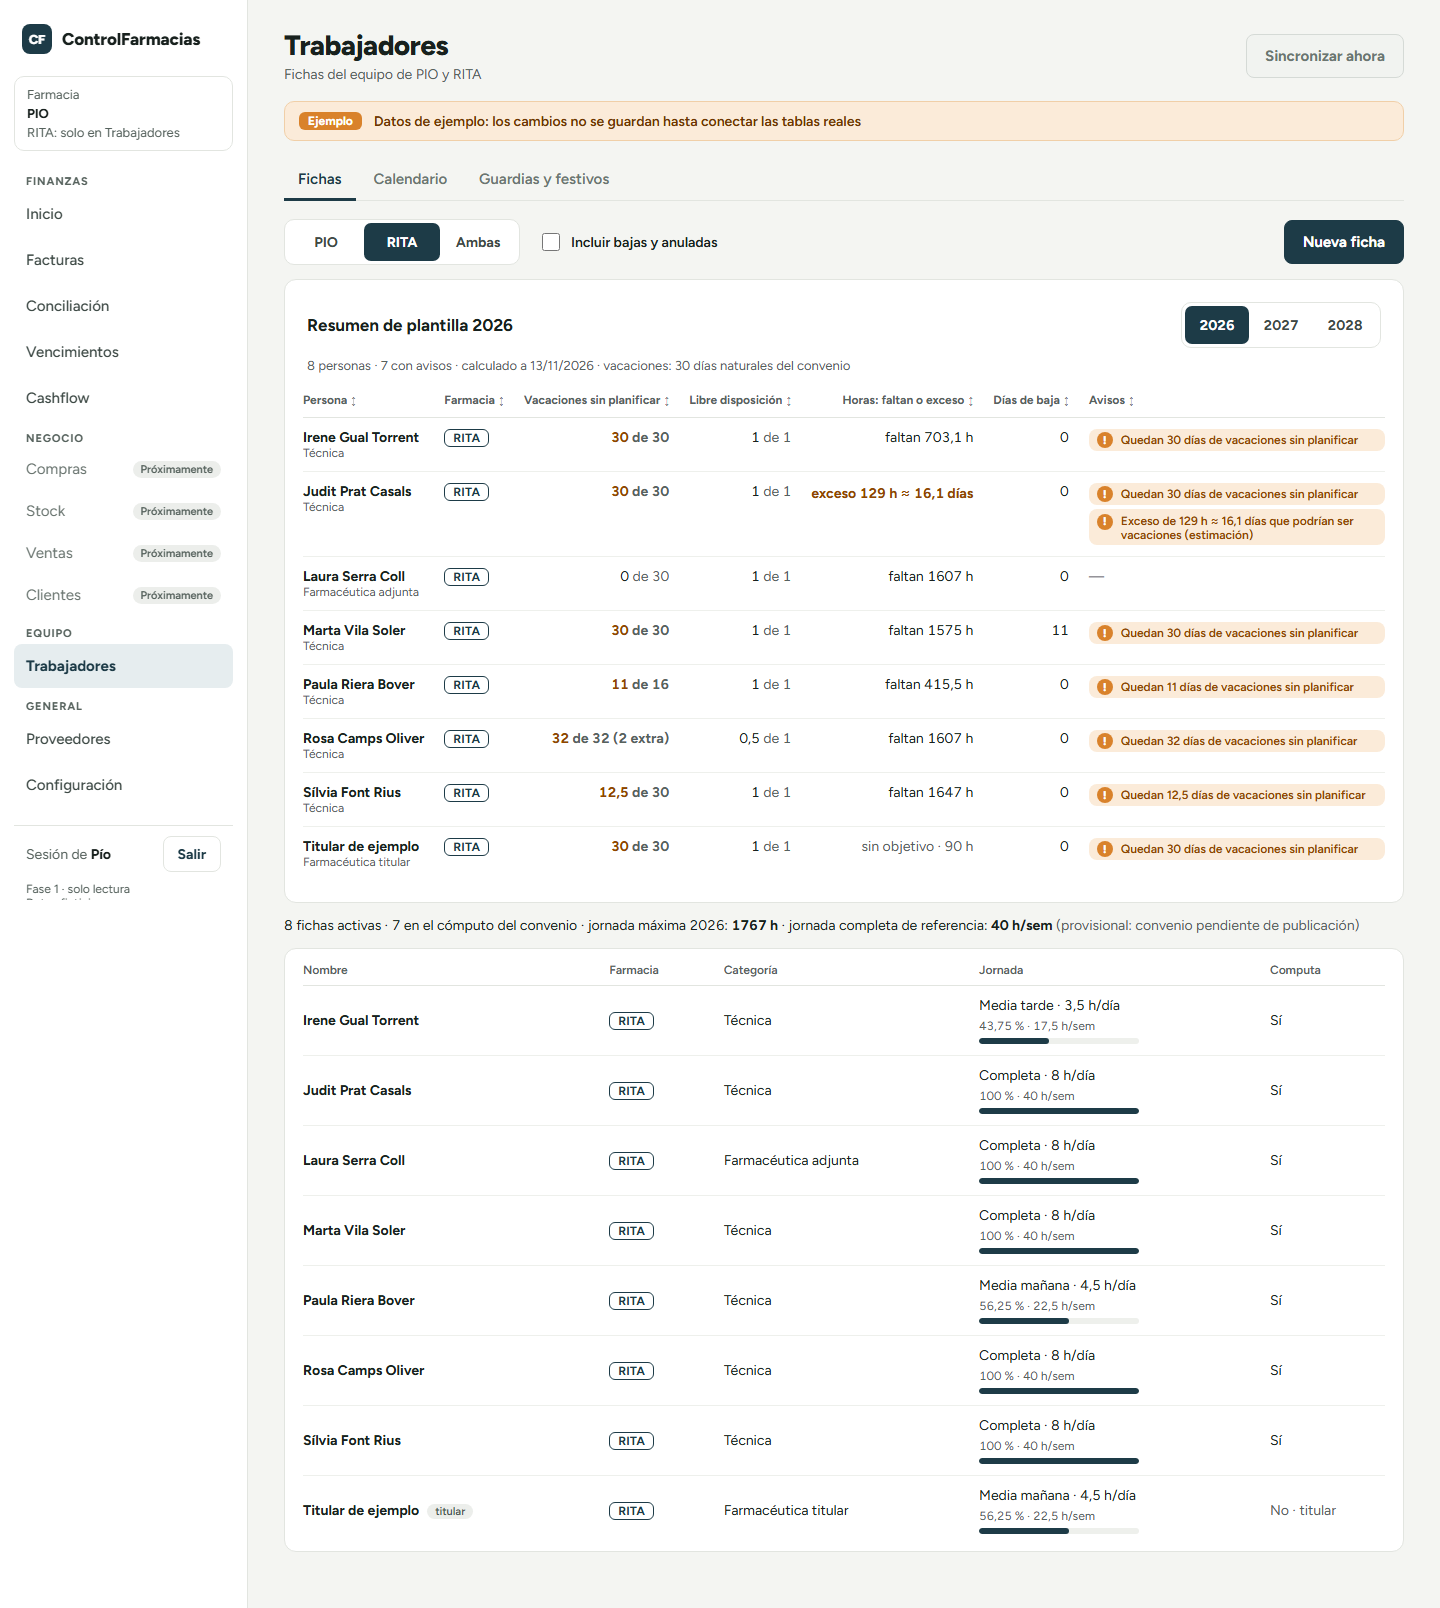 CF ControlFarmacias
Farmacia
PIO
RITA: solo en Trabajadores
FINANZAS
Inicio
Facturas
Conciliación
Vencimientos
Cashflow
NEGOCIO
Compras Próximamente
Stock Próximamente
Ventas Próximamente
Clientes Próximamente
EQUIPO
Trabajadores
GENERAL
Proveedores
Configuración
Sesión de Pío Salir
Fase 1 · solo lectura
Trabajadores
Fichas del equipo de PIO y RITA
Sincronizar ahora
Ejemplo Datos de ejemplo: los cambios no se guardan hasta conectar las tablas reales
Fichas Calendario Guardias y festivos
PIO RITA Ambas Incluir bajas y anuladas Nueva ficha
Resumen de plantilla 2026 2026 2027 2028
8 personas · 7 con avisos · calculado a 13/11/2026 · vacaciones: 30 días naturales del convenio
Persona Farmacia Vacaciones sin planificar Libre disposición Horas: faltan o exceso Días de baja Avisos
Irene Gual Torrent RITA 30 de 30 1 de 1 faltan 703,1 h 0 Quedan 30 días de vacaciones sin planificar
Técnica
Judit Prat Casals RITA 30 de 30 1 de 1 exceso 129 h ≈ 16,1 días 0 Quedan 30 días de vacaciones sin planificar
Técnica
Exceso de 129 h ≈ 16,1 días que podrían ser
vacaciones (estimación)
Laura Serra Coll RITA 0 de 30 1 de 1 faltan 1607 h 0 —
Farmacéutica adjunta
Marta Vila Soler RITA 30 de 30 1 de 1 faltan 1575 h 11 Quedan 30 días de vacaciones sin planificar
Técnica
Paula Riera Bover RITA 11 de 16 1 de 1 faltan 415,5 h 0 Quedan 11 días de vacaciones sin planificar
Técnica
Rosa Camps Oliver RITA 32 de 32 (2 extra) 0,5 de 1 faltan 1607 h 0 Quedan 32 días de vacaciones sin planificar
Técnica
Sílvia Font Rius RITA 12,5 de 30 1 de 1 faltan 1647 h 0 Quedan 12,5 días de vacaciones sin planificar
Técnica
Titular de ejemplo RITA 30 de 30 1 de 1 sin objetivo · 90 h 0 Quedan 30 días de vacaciones sin planificar
Farmacéutica titular
8 fichas activas · 7 en el cómputo del convenio · jornada máxima 2026: 1767 h · jornada completa de referencia: 40 h/sem (provisional: convenio pendiente de publicación)
Nombre Farmacia Categoría Jornada Computa
Irene Gual Torrent RITA Técnica Media tarde · 3,5 h/día Sí
43,75 % · 17,5 h/sem
Judit Prat Casals RITA Técnica Completa · 8 h/día Sí
100 % · 40 h/sem
Laura Serra Coll RITA Farmacéutica adjunta Completa · 8 h/día Sí
100 % · 40 h/sem
Marta Vila Soler RITA Técnica Completa · 8 h/día Sí
100 % · 40 h/sem
Paula Riera Bover RITA Técnica Media mañana · 4,5 h/día Sí
56,25 % · 22,5 h/sem
Rosa Camps Oliver RITA Técnica Completa · 8 h/día Sí
100 % · 40 h/sem
Sílvia Font Rius RITA Técnica Completa · 8 h/día Sí
100 % · 40 h/sem
Titular de ejemplo titular RITA Farmacéutica titular Media mañana · 4,5 h/día No · titular
56,25 % · 22,5 h/sem